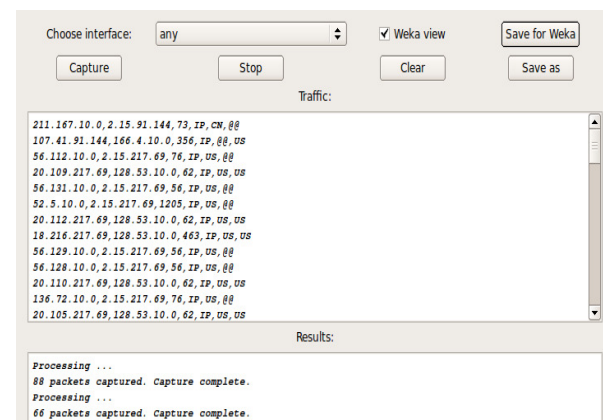 Choose interface: any Weka view Save for Weka
Capture Stop Clear Save as
Traffic:
211.167.10.0,2.15.91.144,73,IP,CN,@@
107.41.91.144,166.4.10.0,356,IP,@@,US
56.112.10.0,2.15.217.69,76,IP,US,@@
20.109.217.69,128.53.10.0,62,IP,US,US
56.131.10.0,2.15.217.69,56,IP,US,@@
52.5.10.0,2.15.217.69,1205,IP,US,@@
20.112.217.69,128.53.10.0,62,IP,US,US
18.216.217.69,128.53.10.0,463,IP,US,US
56.129.10.0,2.15.217.69,56,IP,US,@@
56.128.10.0,2.15.217.69,56,IP,US,@@
20.110.217.69,128.53.10.0,62,IP,US,US
136.72.10.0,2.15.217.69,76,IP,US,@@
20.105.217.69,128.53.10.0,62,IP,US,US
Results:
Processing ...
88 packets captured. Capture complete.
Processing ...
66 packets captured. Capture complete.